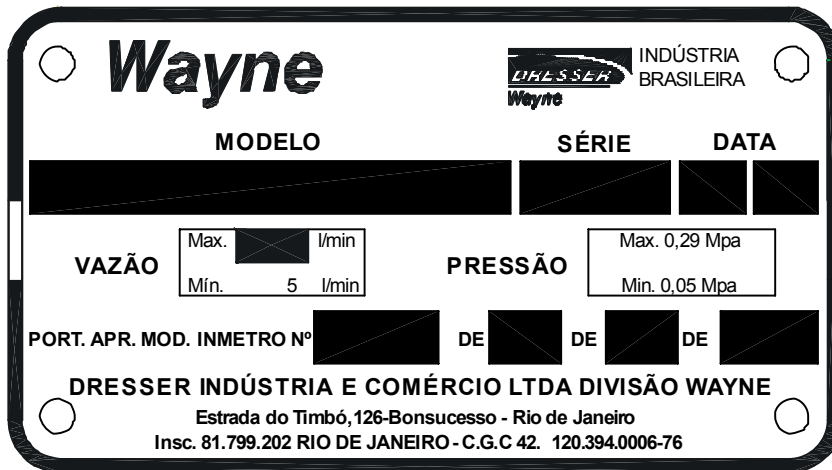 Wayne
DRESSER
Wayne
INDÚSTRIA
BRASILEIRA
MODELO SÉRIE DATA
VAZÃO
Max. l/min
Mín. 5 l/min
PRESSÃO
Max. 0,29 Mpa
Min. 0,05 Mpa
PORT. APR. MOD. INMETRO Nº DE DE DE
DRESSER INDÚSTRIA E COMÉRCIO LTDA DIVISÃO WAYNE
Estrada do Timbó,126-Bonsucesso - Rio de Janeiro
Insc. 81.799.202 RIO DE JANEIRO - C.G.C 42. 120.394.0006-76